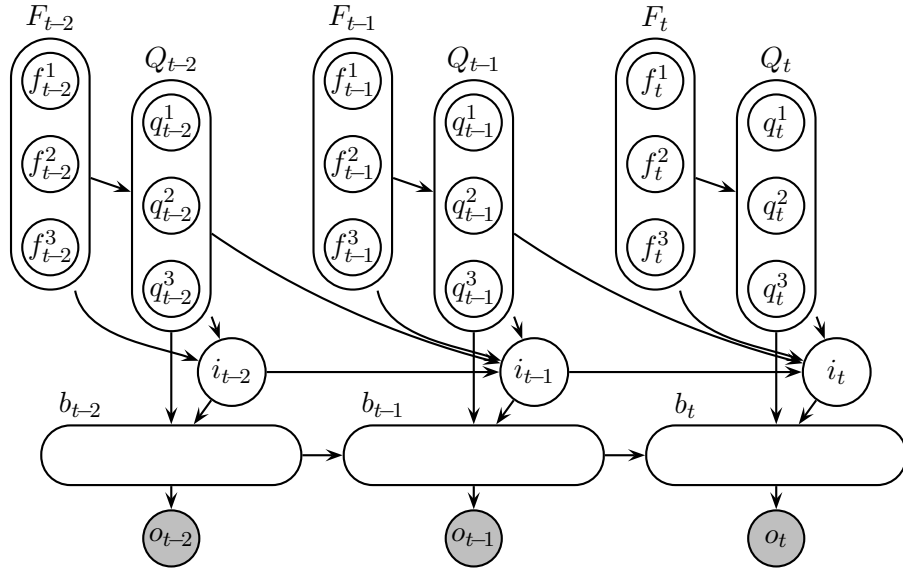 F_{t-2} F_{t-1} F_t
Q_{t-2} Q_{t-1} Q_t
f^1_{t-2} f^1_{t-1} f^1_t
q^1_{t-2} q^1_{t-1} q^1_t
f^2_{t-2} f^2_{t-1} f^2_t
q^2_{t-2} q^2_{t-1} q^2_t
f^3_{t-2} f^3_{t-1} f^3_t
q^3_{t-2} q^3_{t-1} q^3_t
i_{t-2} i_{t-1} i_t
b_{t-2} b_{t-1} b_t
o_{t-2} o_{t-1} o_t